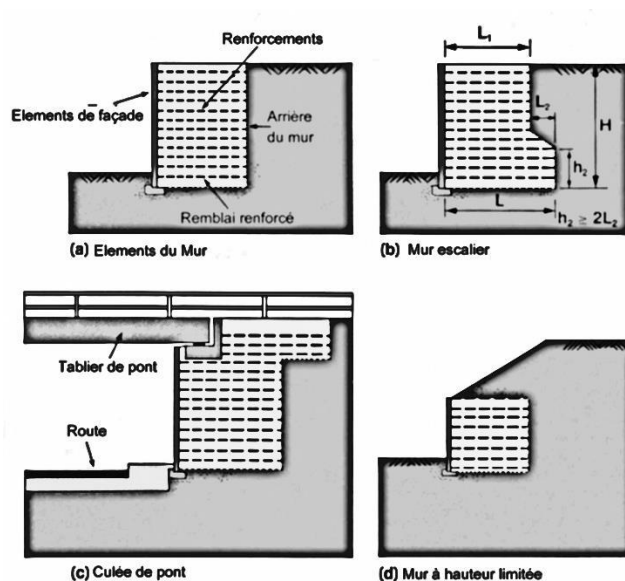 Renforcements
Elements de façade
Arrière
du mur
Remblai renforcé
(a) Elements du Mur
L₁
L₂
H
h₂
L
h₂ ≥ 2L₂
(b) Mur escalier
Tablier de pont
Route
(c) Culée de pont
(d) Mur à hauteur limitée